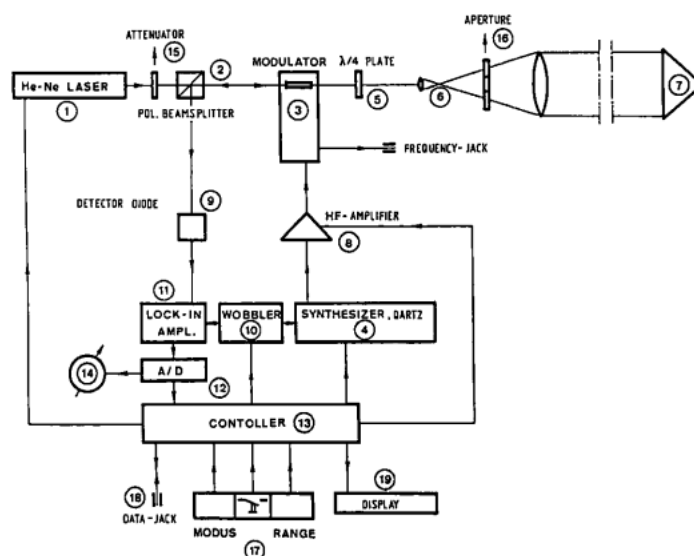 ATTENUATOR
15
APERTURE
16
2
MODULATOR
λ/4 PLATE
He-Ne LASER
1
POL. BEAMSPLITTER
3
5
6
7
FREQUENCY-JACK
9
DETECTOR DIODE
HF-AMPLIFIER
8
11
LOCK-IN
AMPL.
WOBBLER
10
SYNTHESIZER, QARTZ
4
14
A/D
12
CONTOLLER 13
18
DATA-JACK
MODUS
RANGE
17
19
DISPLAY